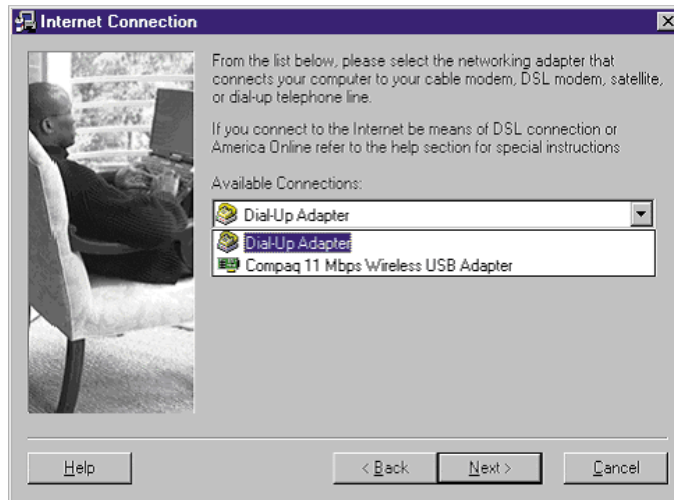 Internet Connection
From the list below, please select the networking adapter that
connects your computer to your cable modem, DSL modem, satellite,
or dial-up telephone line.
If you connect to the Internet be means of DSL connection or
America Online refer to the help section for special instructions
Available Connections:
Dial-Up Adapter
Dial-Up Adapter
Compaq 11 Mbps Wireless USB Adapter
Help
< Back
Next >
Cancel